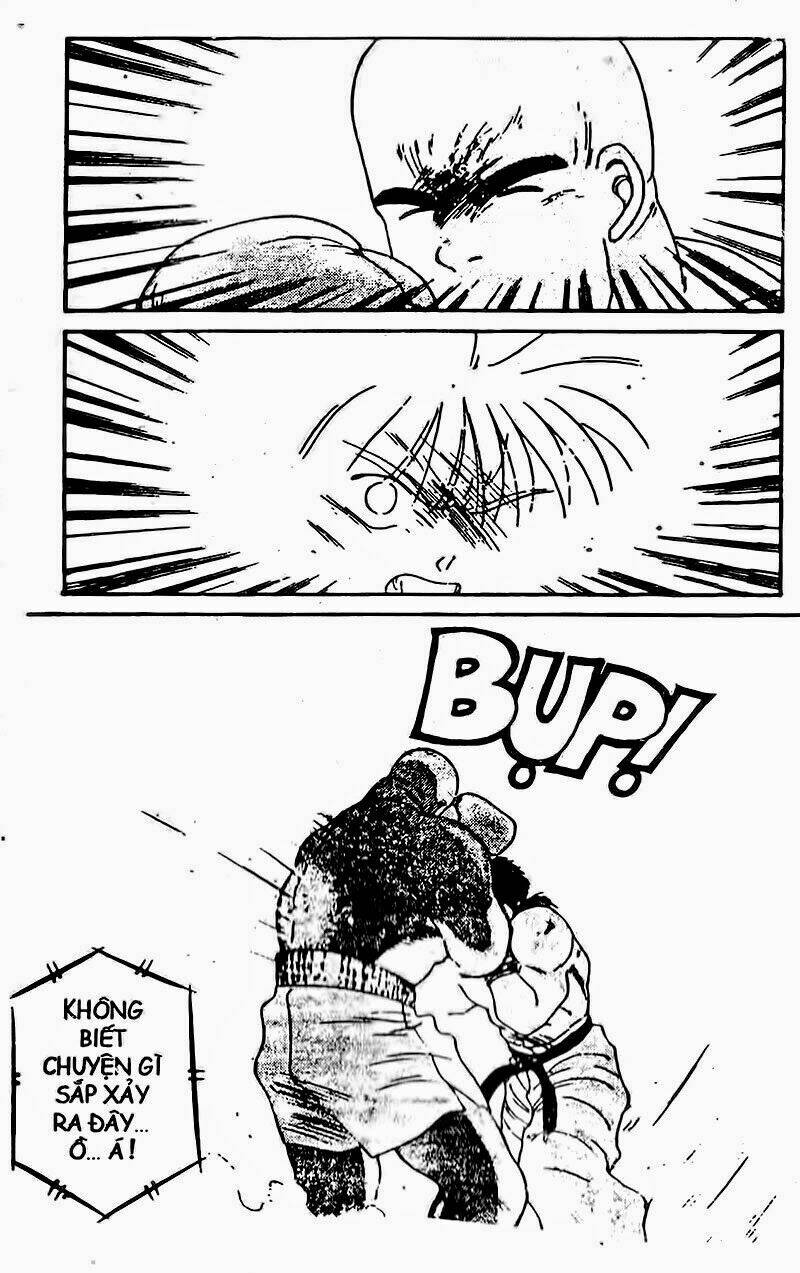 BỤP!
KHÔNG
BIẾT
CHUYỆN GÌ
SẮP XẢY
RA ĐÂY...
Ồ... Á!